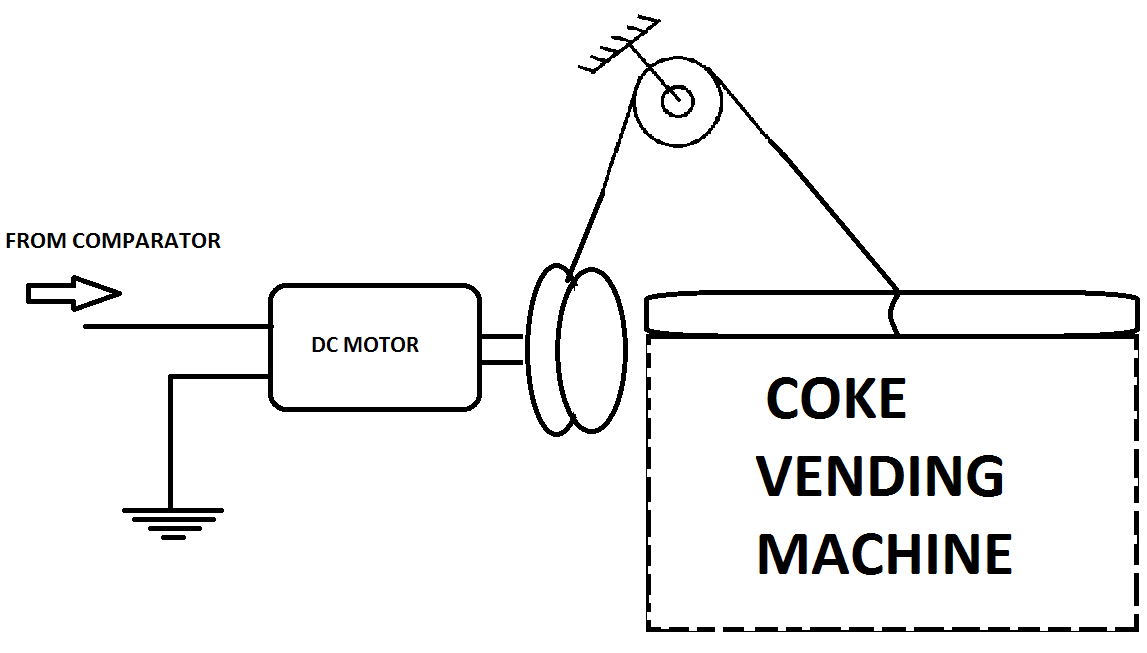 FROM COMPARATOR
DC MOTOR
COKE
VENDING
MACHINE